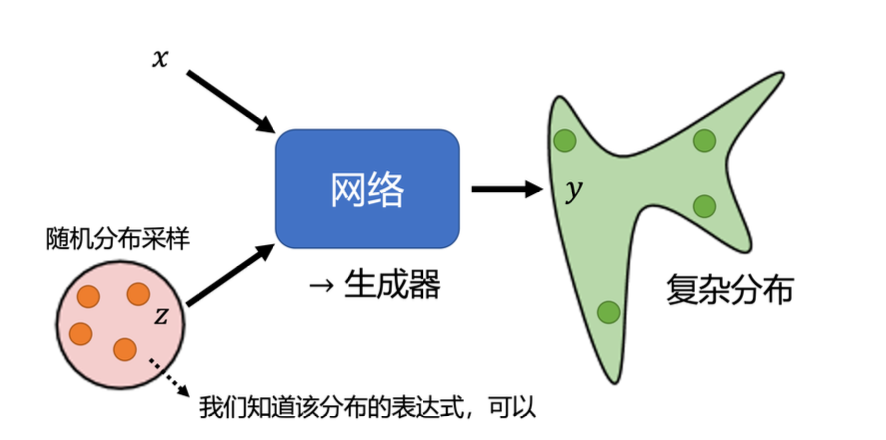 x
网络
y
随机分布采样
z
→ 生成器
复杂分布
我们知道该分布的表达式，可以